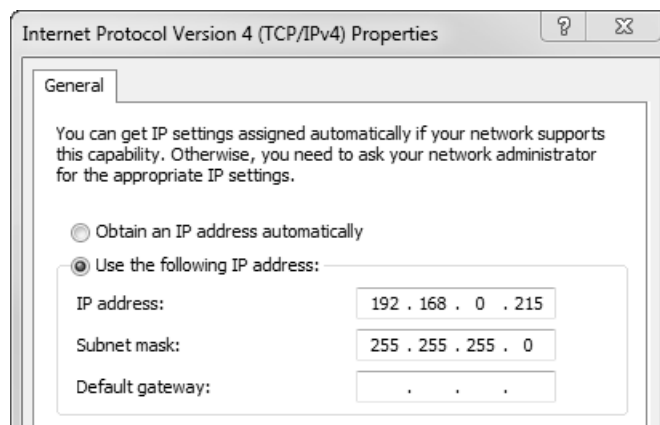 Internet Protocol Version 4 (TCP/IPv4) Properties
General
You can get IP settings assigned automatically if your network supports
this capability. Otherwise, you need to ask your network administrator
for the appropriate IP settings.
Obtain an IP address automatically
Use the following IP address:
IP address: 192 . 168 . 0 . 215
Subnet mask: 255 . 255 . 255 . 0
Default gateway: . . .